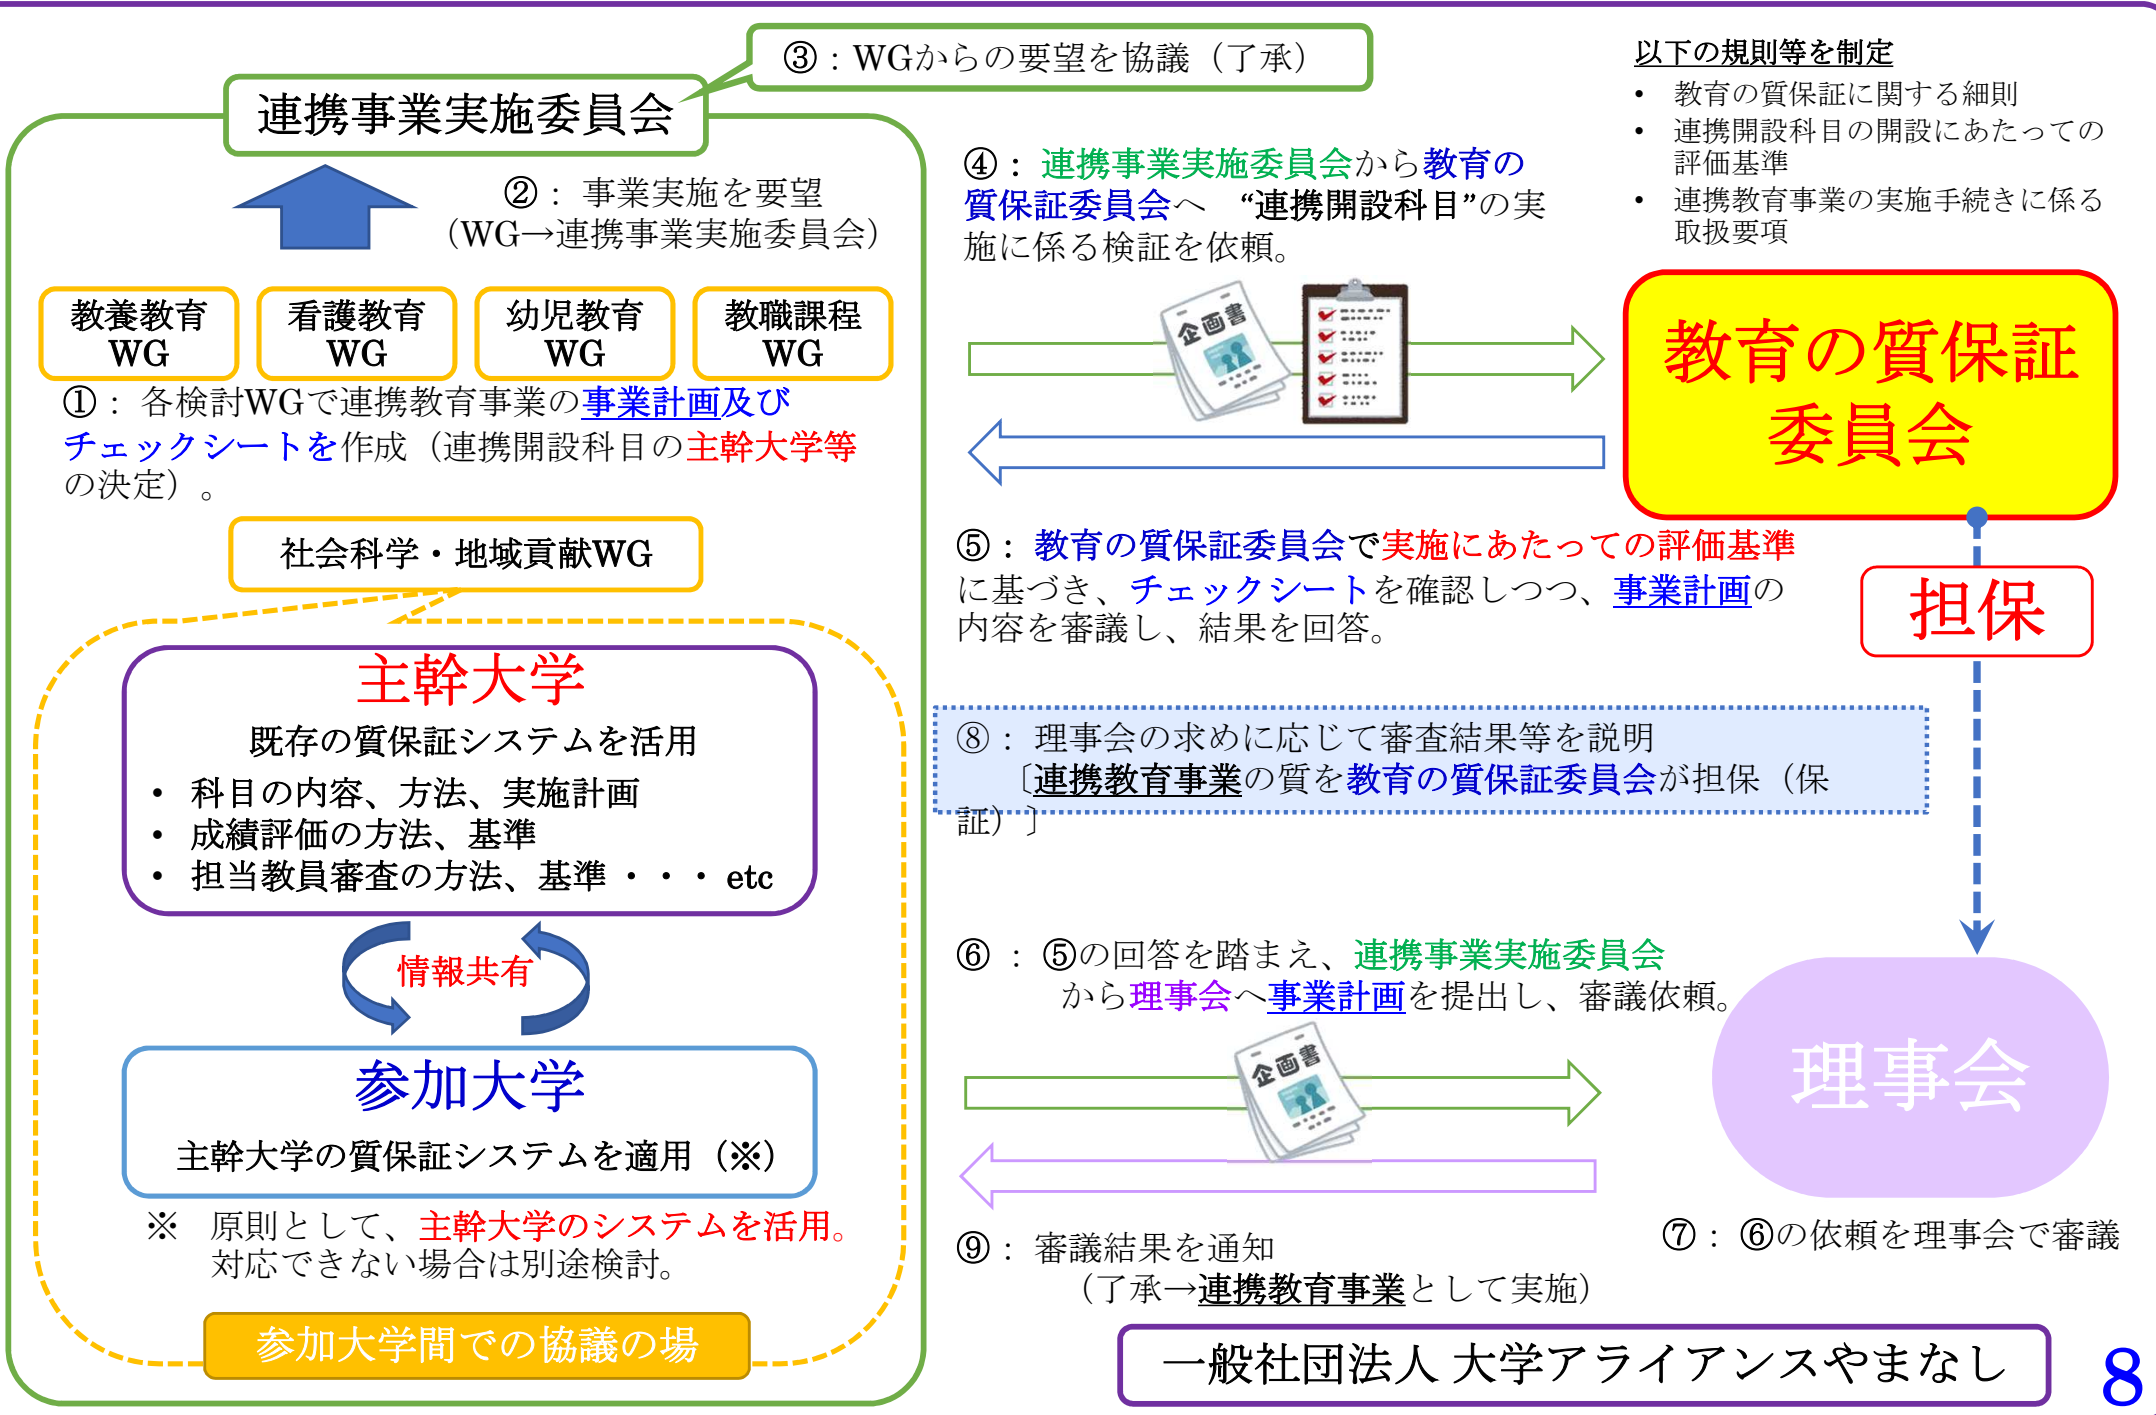 ③：WGからの要望を協議（了承）
連携事業実施委員会
②：事業実施を要望
（WG→連携事業実施委員会）
教養教育
WG
看護教育
WG
幼児教育
WG
教職課程
WG
①：各検討WGで連携教育事業の事業計画及び
チェックシートを作成（連携開設科目の主幹大学等
の決定）。
社会科学・地域貢献WG
主幹大学
既存の質保証システムを活用
• 科目の内容、方法、実施計画
• 成績評価の方法、基準
• 担当教員審査の方法、基準・・・etc
情報共有
参加大学
主幹大学の質保証システムを適用（※）
※　原則として、主幹大学のシステムを活用。
対応できない場合は別途検討。
参加大学間での協議の場
以下の規則等を制定
• 教育の質保証に関する細則
• 連携開設科目の開設にあたっての
評価基準
• 連携教育事業の実施手続きに係る
取扱要項
④：連携事業実施委員会から教育の
質保証委員会へ　“連携開設科目”の実
施に係る検証を依頼。
企画書
教育の質保証
委員会
⑤：教育の質保証委員会で実施にあたっての評価基準
に基づき、チェックシートを確認しつつ、事業計画の
内容を審議し、結果を回答。
担保
⑧：理事会の求めに応じて審査結果等を説明
〔連携教育事業の質を教育の質保証委員会が担保（保
証）〕
⑥：⑤の回答を踏まえ、連携事業実施委員会
から理事会へ事業計画を提出し、審議依頼。
企画書
理事会
⑦：⑥の依頼を理事会で審議
⑨：審議結果を通知
（了承→連携教育事業として実施）
一般社団法人 大学アライアンスやまなし
8